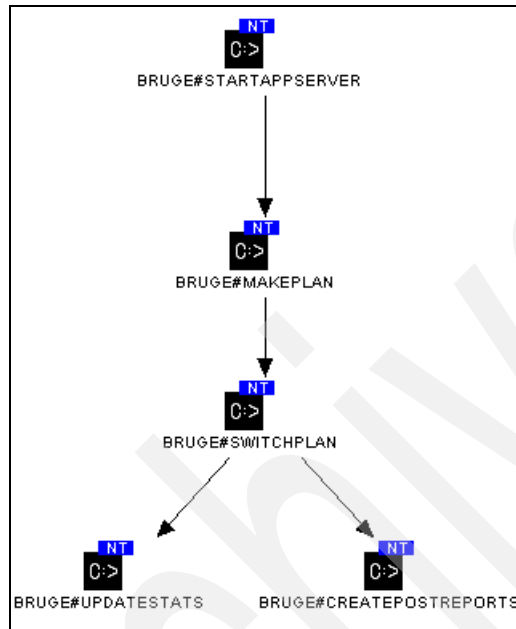 NT
C:>
BRUGE#STARTAPPSERVER
NT
C:>
BRUGE#MAKEPLAN
NT
C:>
BRUGE#SWITCHPLAN
NT
C:>
BRUGE#UPDATESTATS
NT
C:>
BRUGE#CREATEPOSTREPORTS